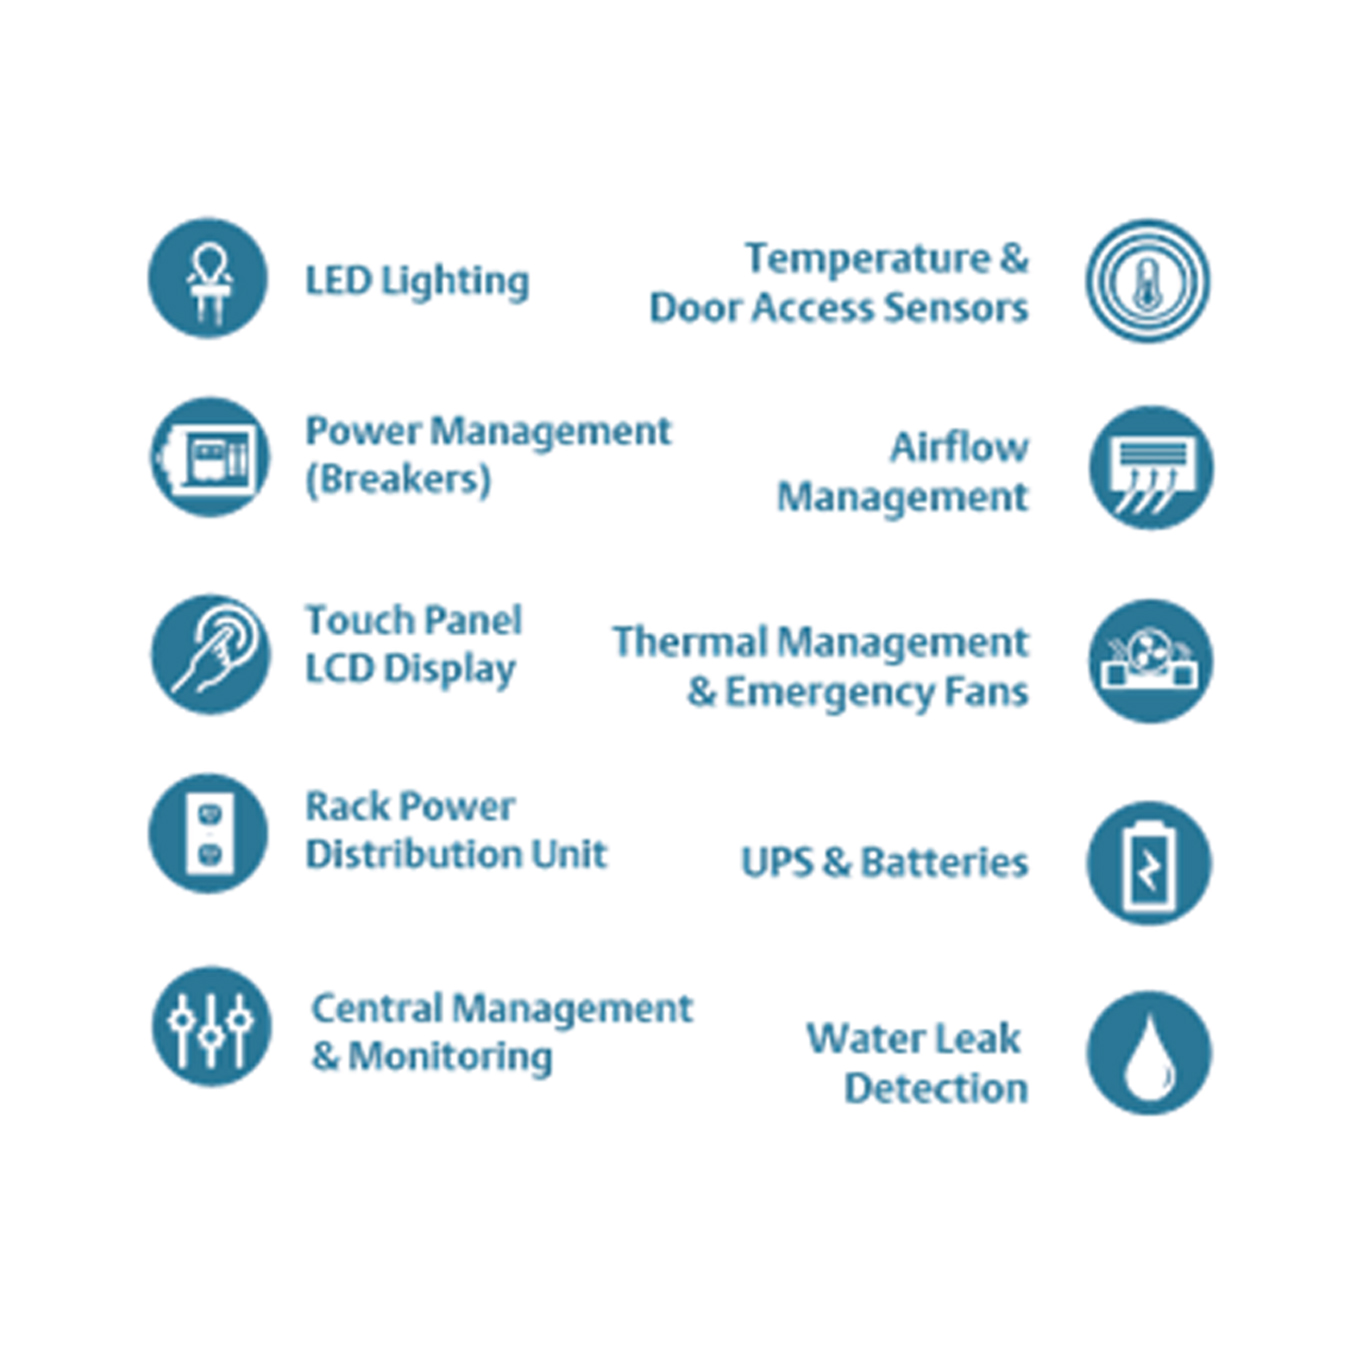 LED Lighting
Power Management
(Breakers)
Touch Panel
LCD Display
Rack Power
Distribution Unit
Central Management
& Monitoring
Temperature &
Door Access Sensors
Airflow
Management
Thermal Management
& Emergency Fans
UPS & Batteries
Water Leak
Detection